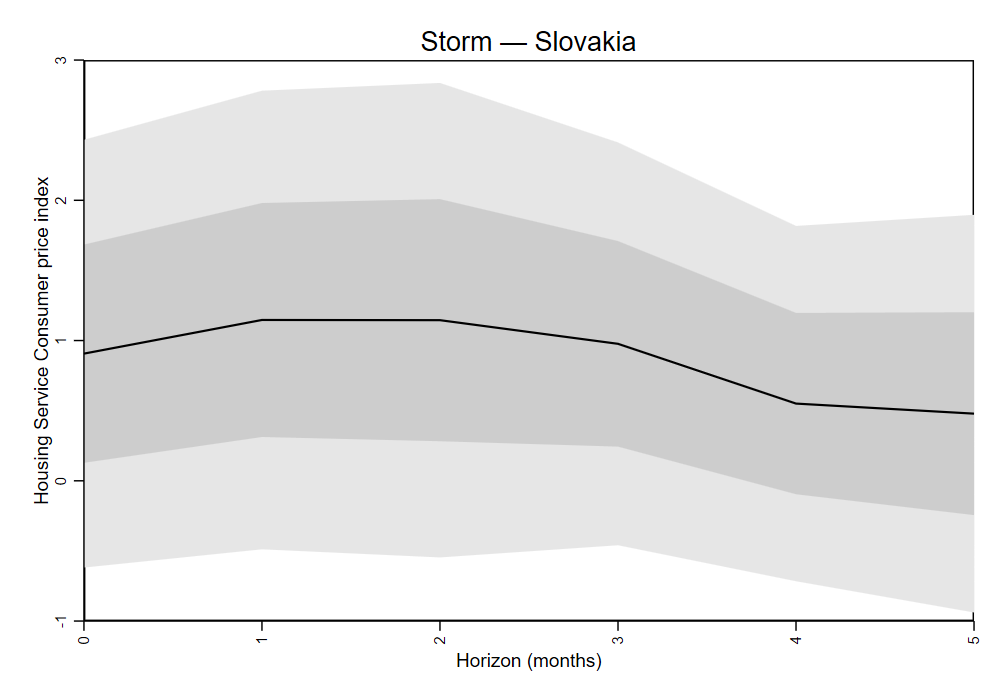 Storm — Slovakia
Housing Service Consumer price index
3
2
1
0
-1
0 1 2 3 4 5
Horizon (months)